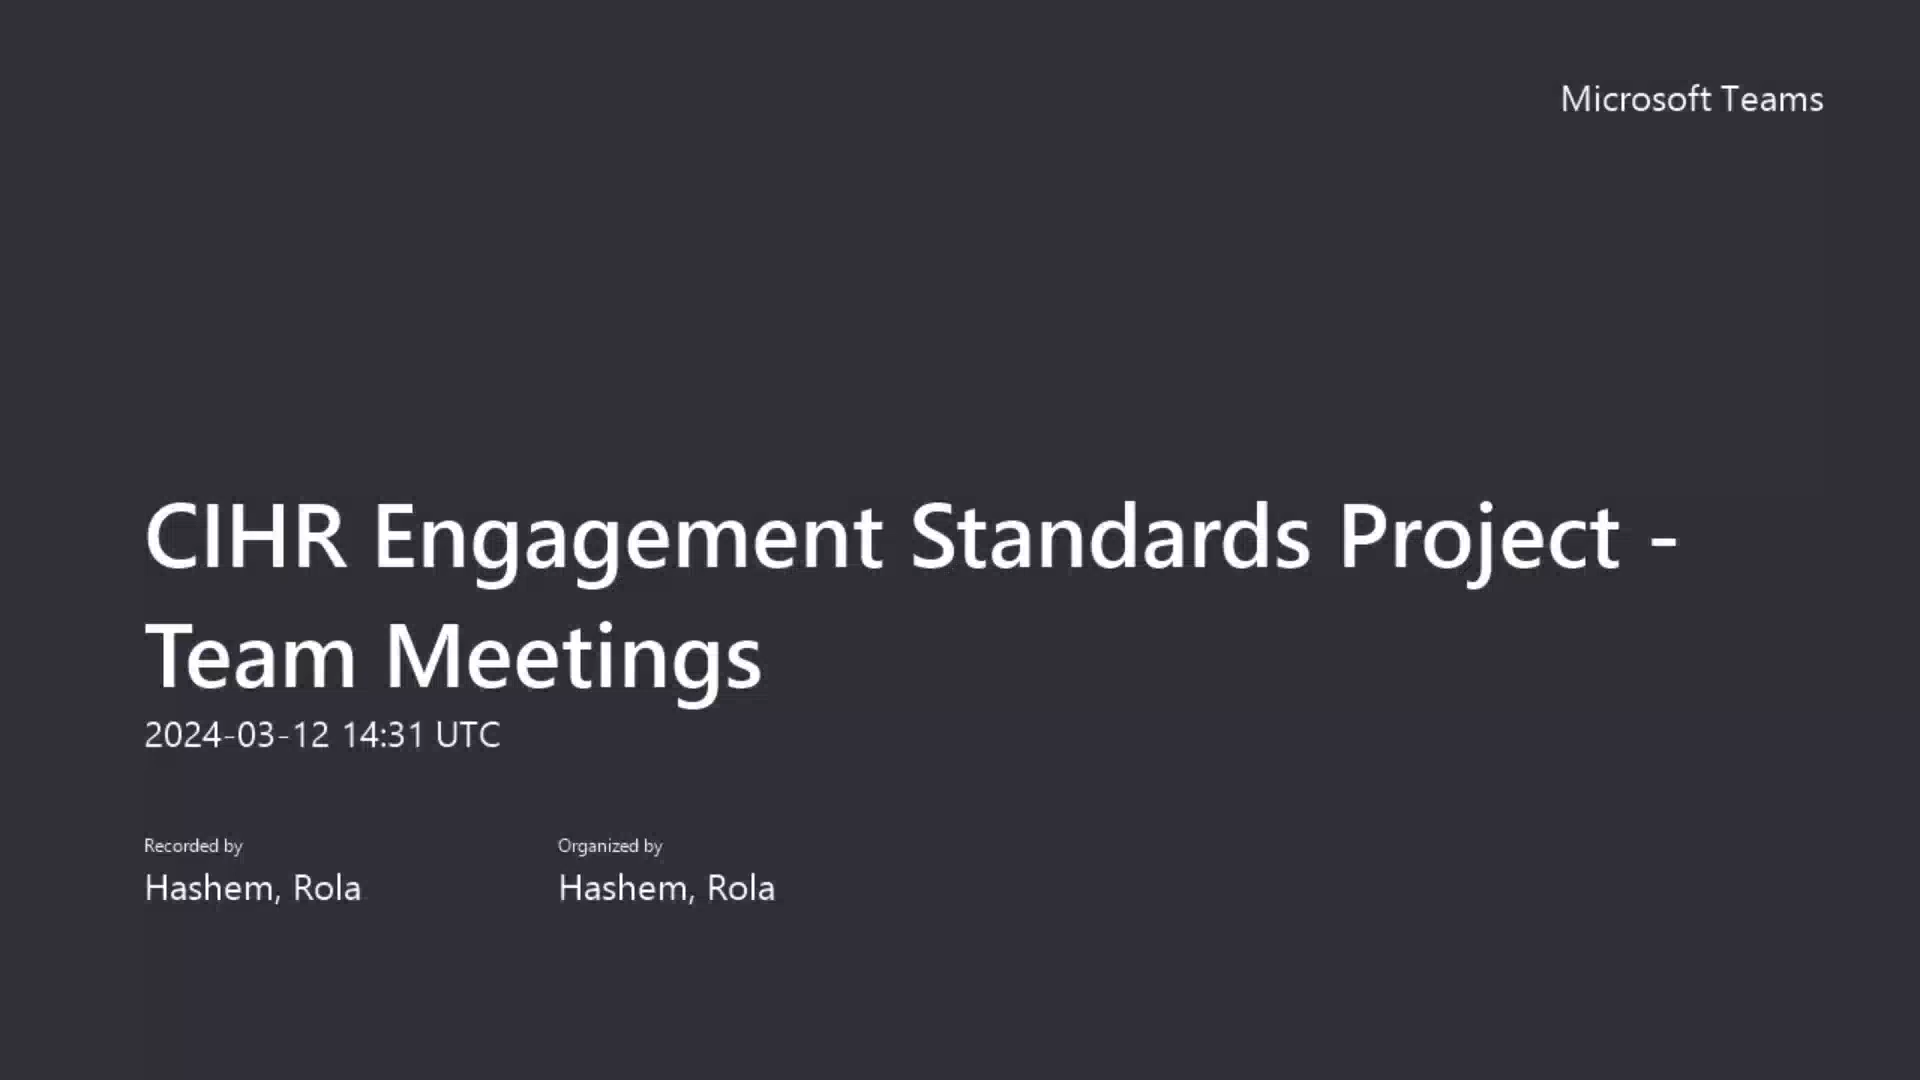 Microsoft Teams
CIHR Engagement Standards Project -
Team Meetings
2024-03-12 14:31 UTC
Recorded by
Hashem, Rola
Organized by
Hashem, Rola